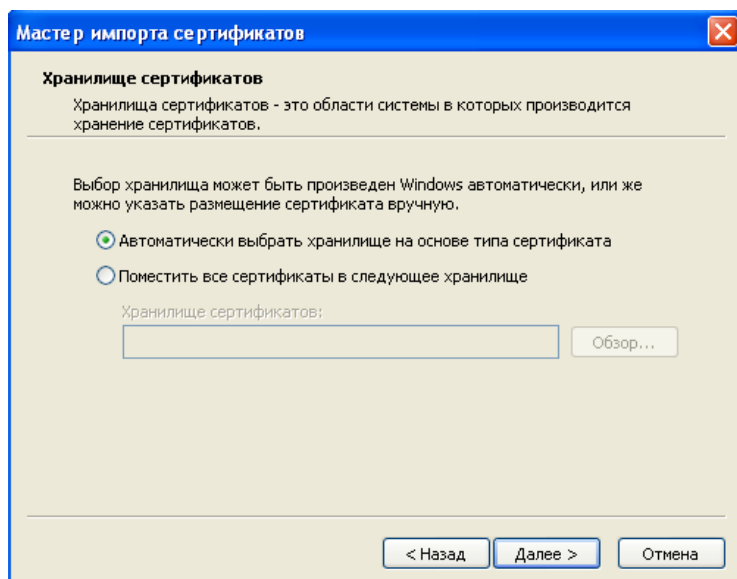 Мастер импорта сертификатов
Хранилище сертификатов
Хранилища сертификатов - это области системы в которых производится
хранение сертификатов.
Выбор хранилища может быть произведен Windows автоматически, или же
можно указать размещение сертификата вручную.
Автоматически выбрать хранилище на основе типа сертификата
Поместить все сертификаты в следующее хранилище
Хранилище сертификатов:
Обзор...
< Назад
Далее >
Отмена